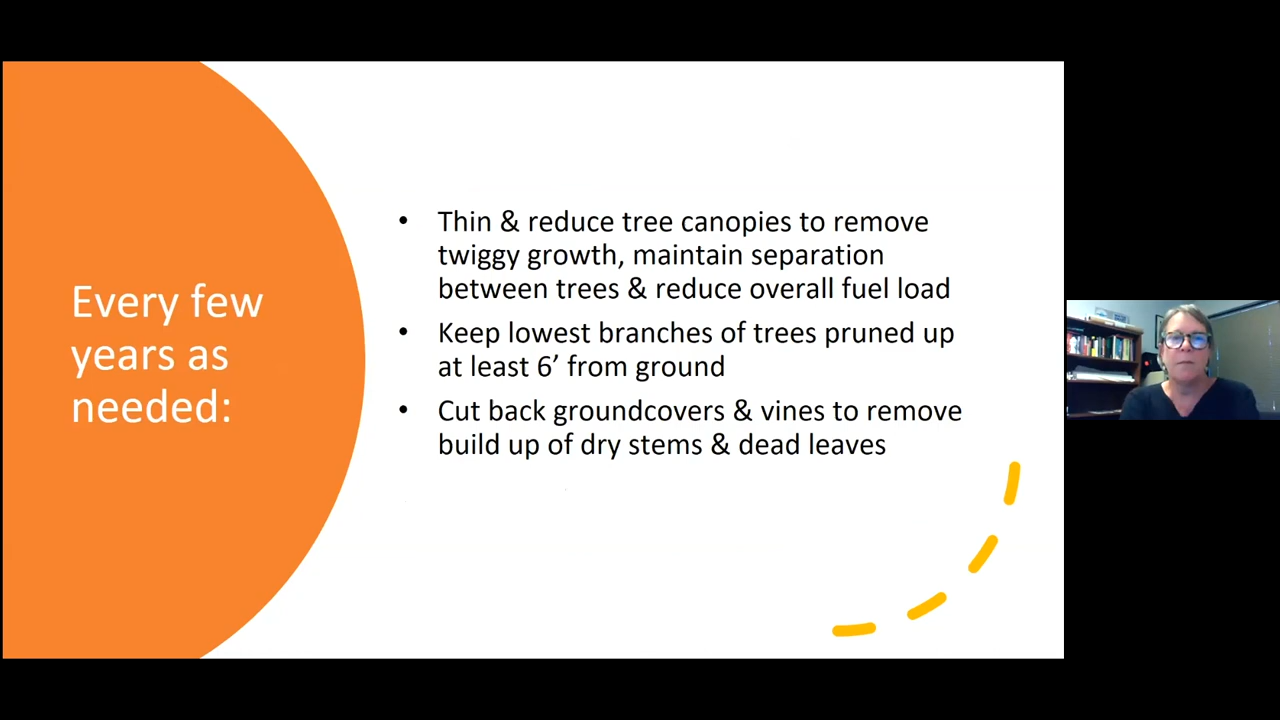 Every few
years as
needed:
• Thin & reduce tree canopies to remove
twiggy growth, maintain separation
between trees & reduce overall fuel load
• Keep lowest branches of trees pruned up
at least 6’ from ground
• Cut back groundcovers & vines to remove
build up of dry stems & dead leaves